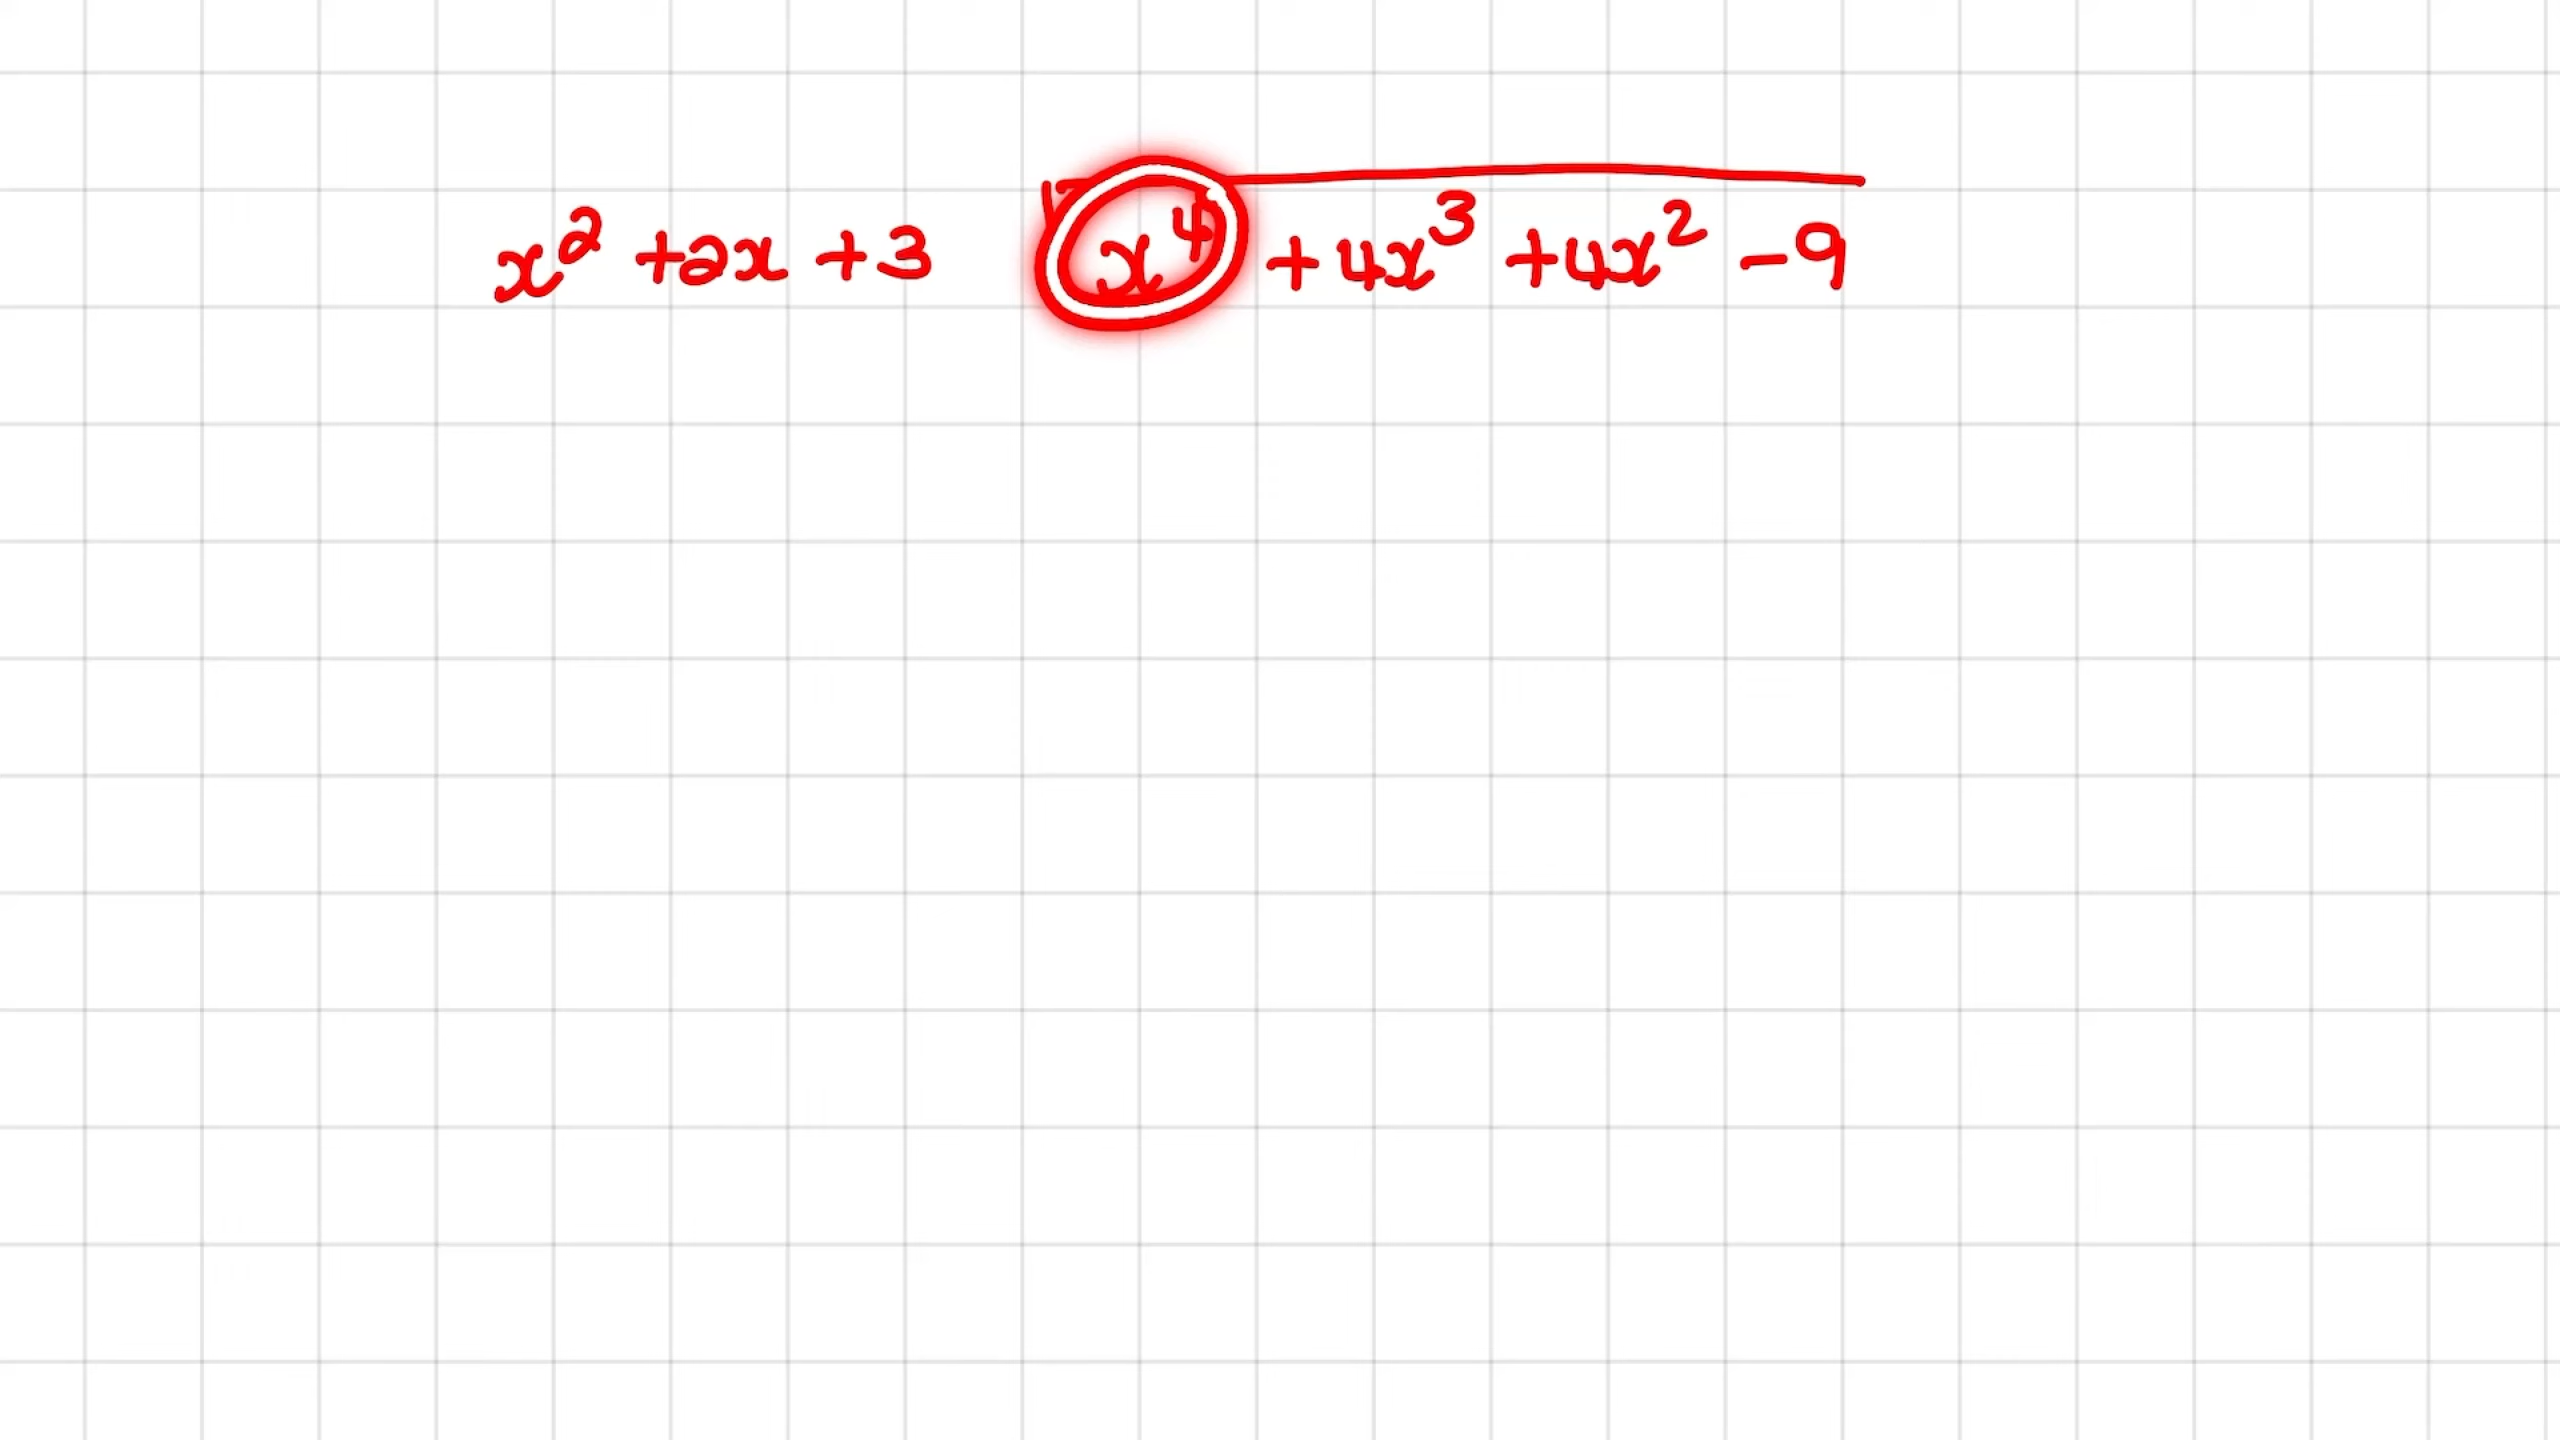 x² +2x +3 x⁴ +4x³ +4x² -9